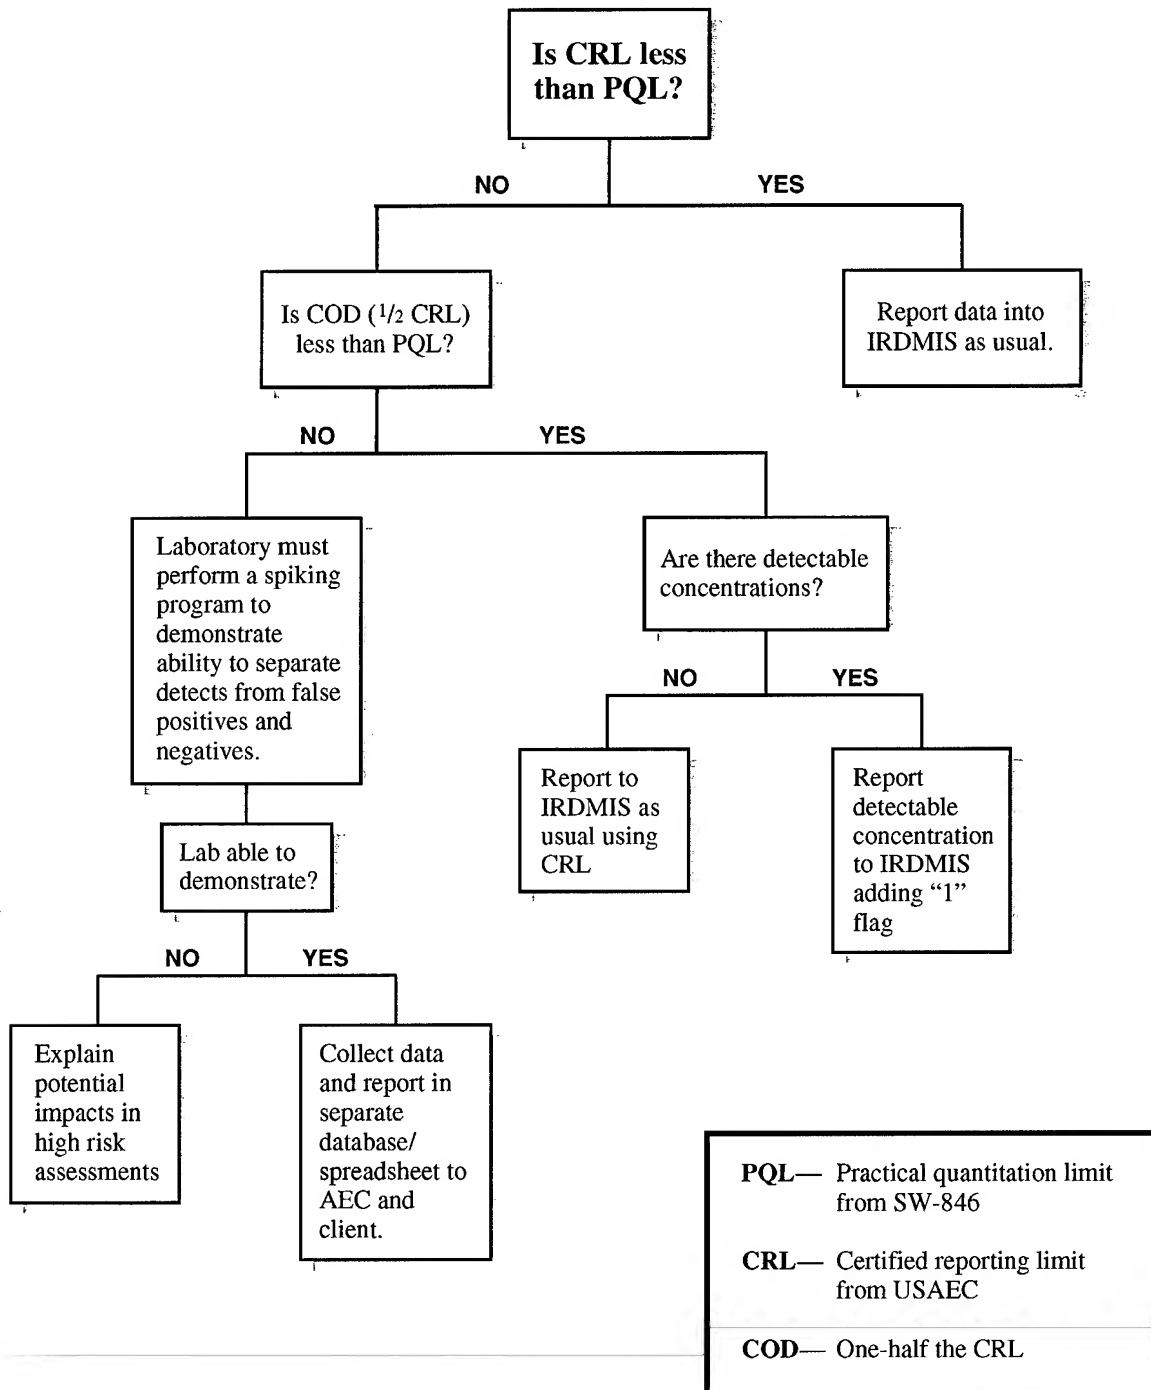 Is CRL less
than PQL?
NO
YES
Is COD (1/2 CRL)
less than PQL?
Report data into
IRDMIS as usual.
NO
YES
Laboratory must
perform a spiking
program to
demonstrate
ability to separate
detects from false
positives and
negatives.
Are there detectable
concentrations?
NO
YES
Report to
IRDMIS as
usual using
CRL
Report
detectable
concentration
to IRDMIS
adding “1”
flag
Lab able to
demonstrate?
NO
YES
Explain
potential
impacts in
high risk
assessments
Collect data
and report in
separate
database/
spreadsheet to
AEC and
client.
PQL— Practical quantitation limit
from SW-846
CRL— Certified reporting limit
from USAEC
COD— One-half the CRL